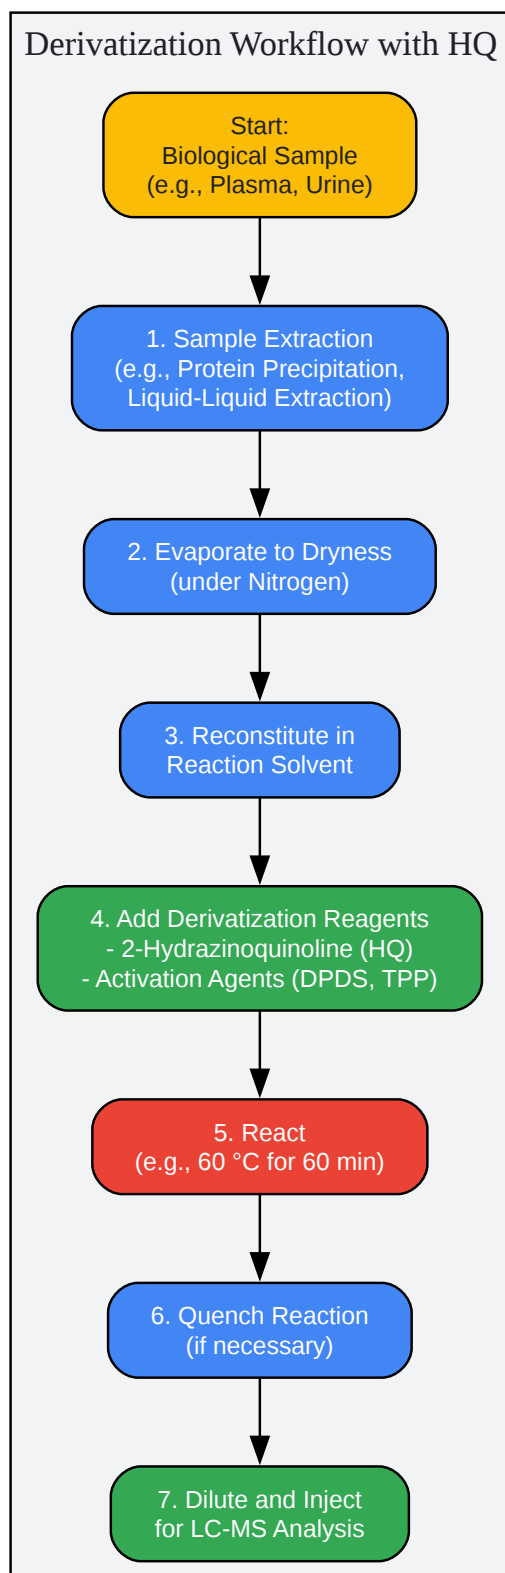 Derivatization Workflow with HQ
Start:
Biological Sample
(e.g., Plasma, Urine)
1. Sample Extraction
(e.g., Protein Precipitation,
Liquid-Liquid Extraction)
2. Evaporate to Dryness
(under Nitrogen)
3. Reconstitute in
Reaction Solvent
4. Add Derivatization Reagents
- 2-Hydrazinoquinoline (HQ)
- Activation Agents (DPDS, TPP)
5. React
(e.g., 60 °C for 60 min)
6. Quench Reaction
(if necessary)
7. Dilute and Inject
for LC-MS Analysis